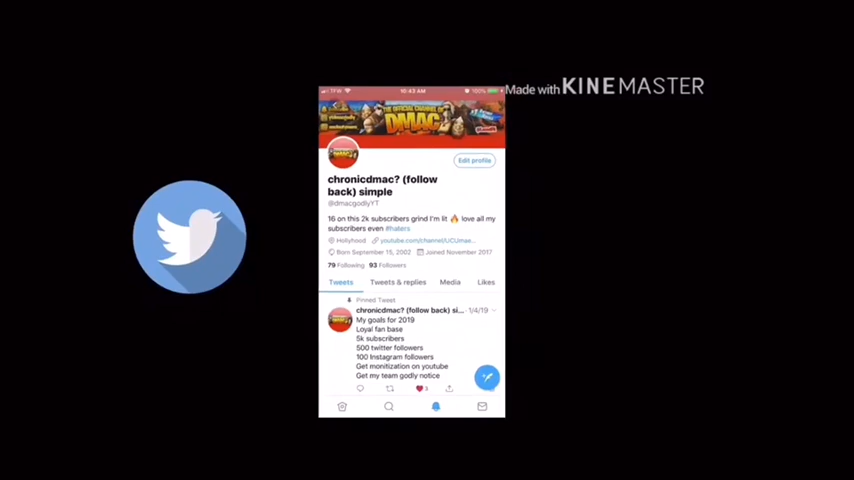 Made with KINEMASTER
TFW 10:43 AM 100%
THE OFFICIAL CHANNEL OF
DMAC
Edit profile
chronicdmac? (follow
back) simple
@dmacgodlyYT
16 on this 2k subscribers grind I'm lit 🔥 love all my
subscribers even #haters
Hollyhood youtube.com/channel/UCUmae...
Born September 15, 2002 Joined November 2017
79 Following 93 Followers
Tweets Tweets & replies Media Likes
Pinned Tweet
chronicdmac? (follow back) si... · 1/4/19
My goals for 2019
Loyal fan base
5k subscribers
500 twitter followers
100 Instagram followers
Get monitization on youtube
Get my team godly notice
3